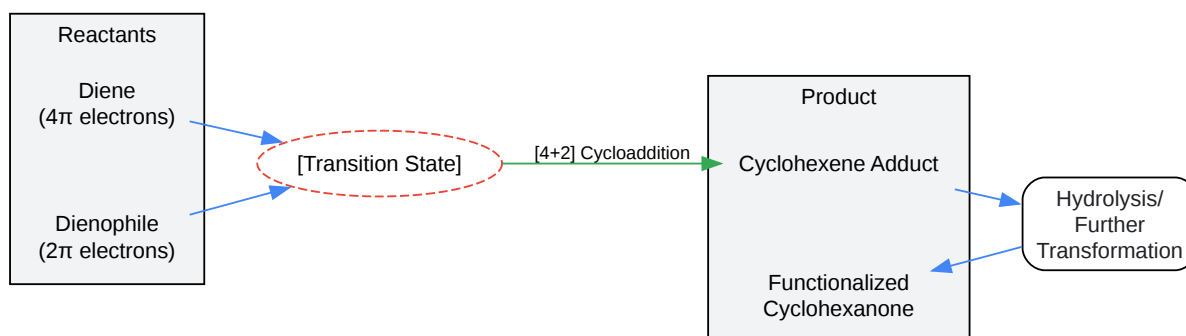 Reactants
Diene
(4π electrons)
Dienophile
(2π electrons)
[Transition State]
[4+2] Cycloaddition
Product
Cyclohexene Adduct
Functionalized
Cyclohexanone
Hydrolysis/
Further
Transformation